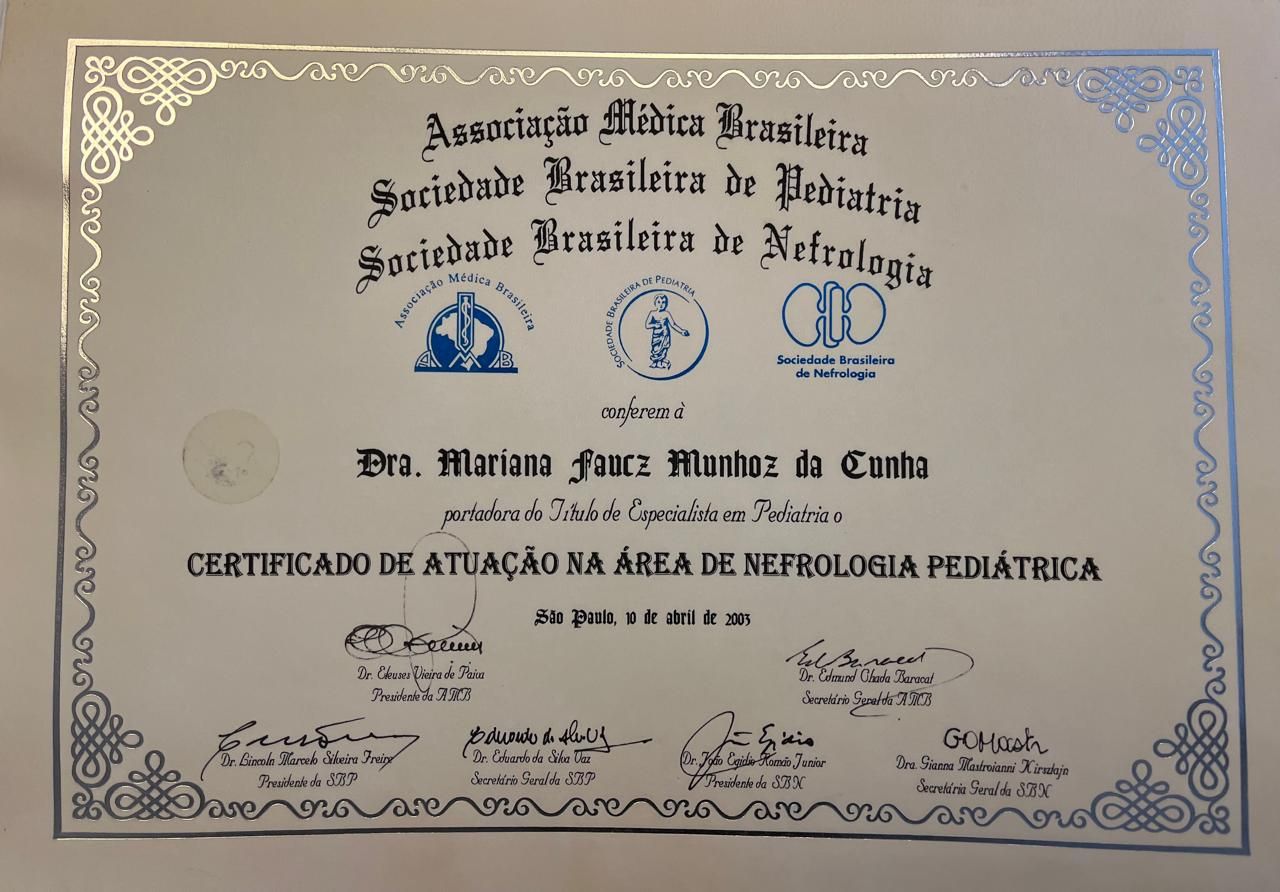 Associação Médica Brasileira
Sociedade Brasileira de Pediatria
Sociedade Brasileira de Nefrologia
Associação Médica Brasileira
AMB
SOCIEDADE BRASILEIRA DE PEDIATRIA
Sociedade Brasileira
de Nefrologia
conferem à
Dra. Mariana Faucz Munhoz da Cunha
portadora do Título de Especialista em Pediatria o
CERTIFICADO DE ATUAÇÃO NA ÁREA DE NEFROLOGIA PEDIÁTRICA
São Paulo, 10 de abril de 2003
Dr. Eleuses Vieira de Paiva
Presidente da AMB
Dr. Edmund Chada Baracat
Secretário Geral da AMB
Dr. Lincoln Marcelo Silveira Freire
Presidente da SBP
Dr. Eduardo da Silva Vaz
Secretário Geral da SBP
Dr. João Egidio Romão Junior
Presidente da SBN
Dra. Gianna Mastroianni Kirsztajn
Secretária Geral da SBN